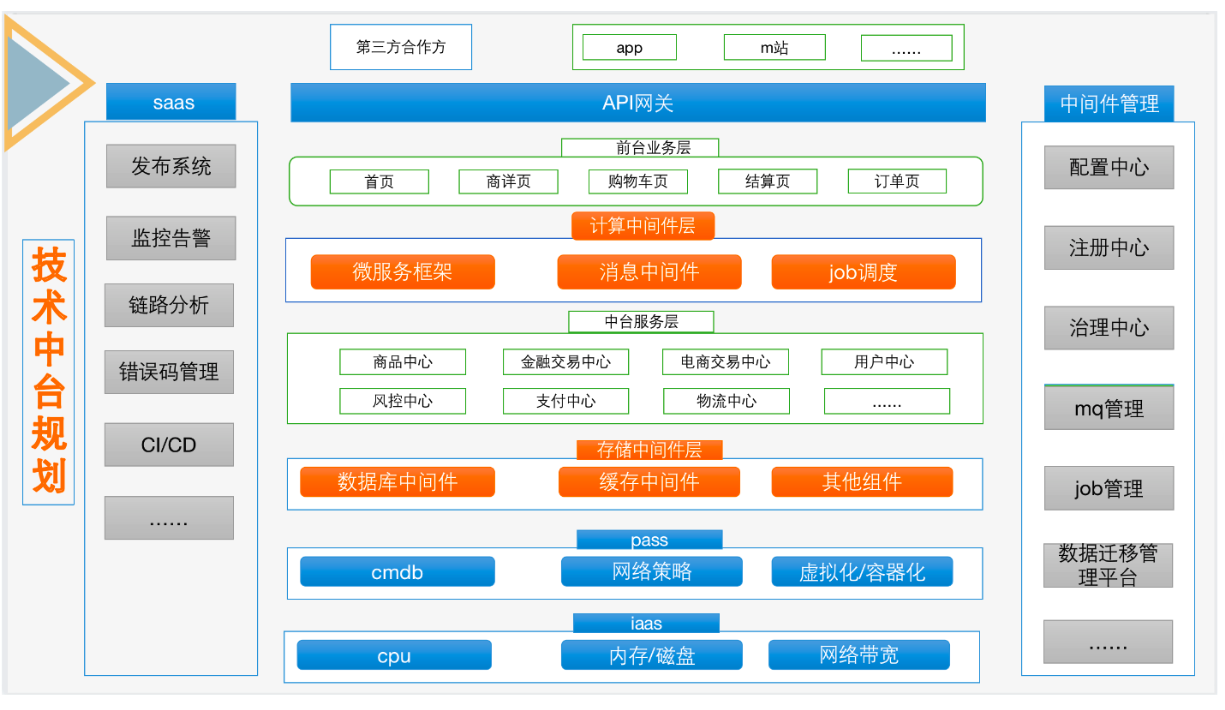 第三方合作方
app
m站
......
saas
API网关
中间件管理
技术中台规划
发布系统
监控告警
链路分析
错误码管理
CI/CD
......
前台业务层
首页
商详页
购物车页
结算页
订单页
计算中间件层
微服务框架
消息中间件
job调度
中台服务层
商品中心
金融交易中心
电商交易中心
用户中心
风控中心
支付中心
物流中心
......
存储中间件层
数据库中间件
缓存中间件
其他组件
pass
cmdb
网络策略
虚拟化/容器化
iaas
cpu
内存/磁盘
网络带宽
配置中心
注册中心
治理中心
mq管理
job管理
数据迁移管
理平台
......